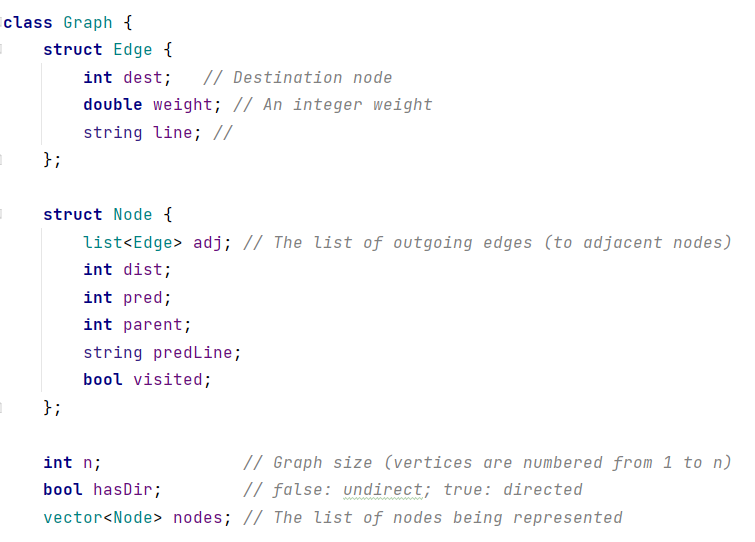 class Graph {
    struct Edge {
        int dest;   // Destination node
        double weight; // An integer weight
        string line; //
    };

    struct Node {
        list<Edge> adj; // The list of outgoing edges (to adjacent nodes)
        int dist;
        int pred;
        int parent;
        string predLine;
        bool visited;
    };

    int n;              // Graph size (vertices are numbered from 1 to n)
    bool hasDir;        // false: undirect; true: directed
    vector<Node> nodes; // The list of nodes being represented